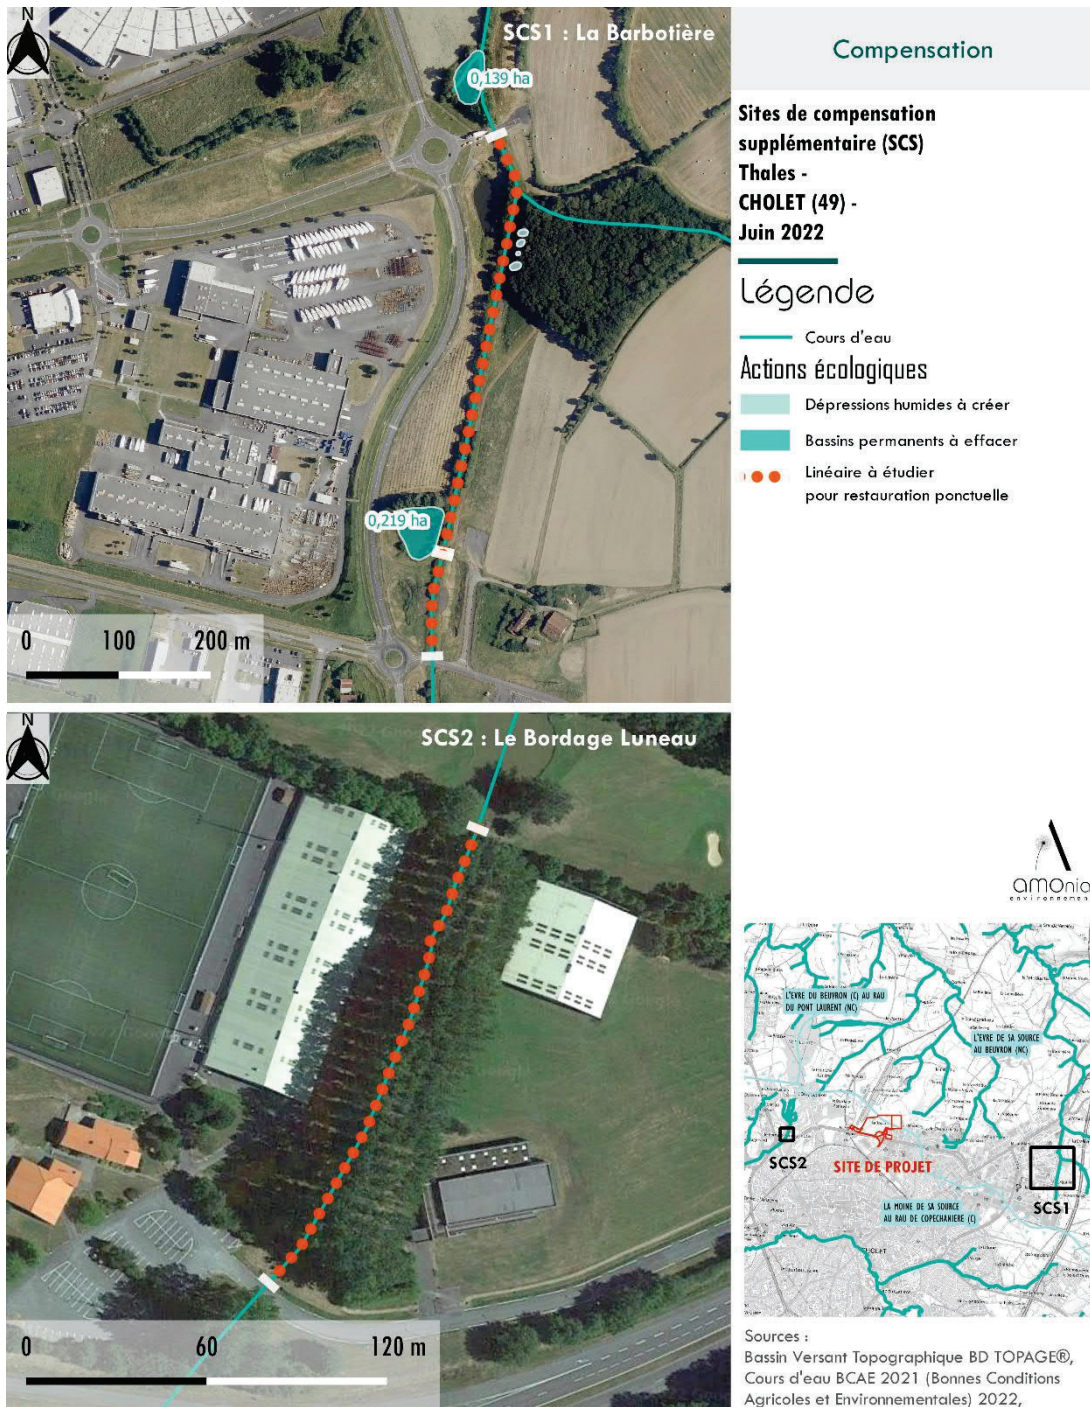 N
SCS1 : La Barbotière
0,139 ha
0,219 ha
0 100 200 m
N
SCS2 : Le Bordage Luneau
0 60 120 m
Compensation
Sites de compensation
supplémentaire (SCS)
Thales -
CHOLET (49) -
Juin 2022
Légende
Cours d'eau
Actions écologiques
Dépressions humides à créer
Bassins permanents à effacer
Linéaire à étudier
pour restauration ponctuelle
amonia
environnement
L'EVRE DU BEUVRON (C) AU RAU
DU PONT LAURENT (NC)
L'EVRE DE SA SOURCE
AU BEUVRON (NC)
SCS2
SITE DE PROJET
SCS1
LA MOINE DE SA SOURCE
AU RAU DE COPECHANIERE (C)
CHOLET
Sources :
Bassin Versant Topographique BD TOPAGE®,
Cours d'eau BCAE 2021 (Bonnes Conditions
Agricoles et Environnementales) 2022,